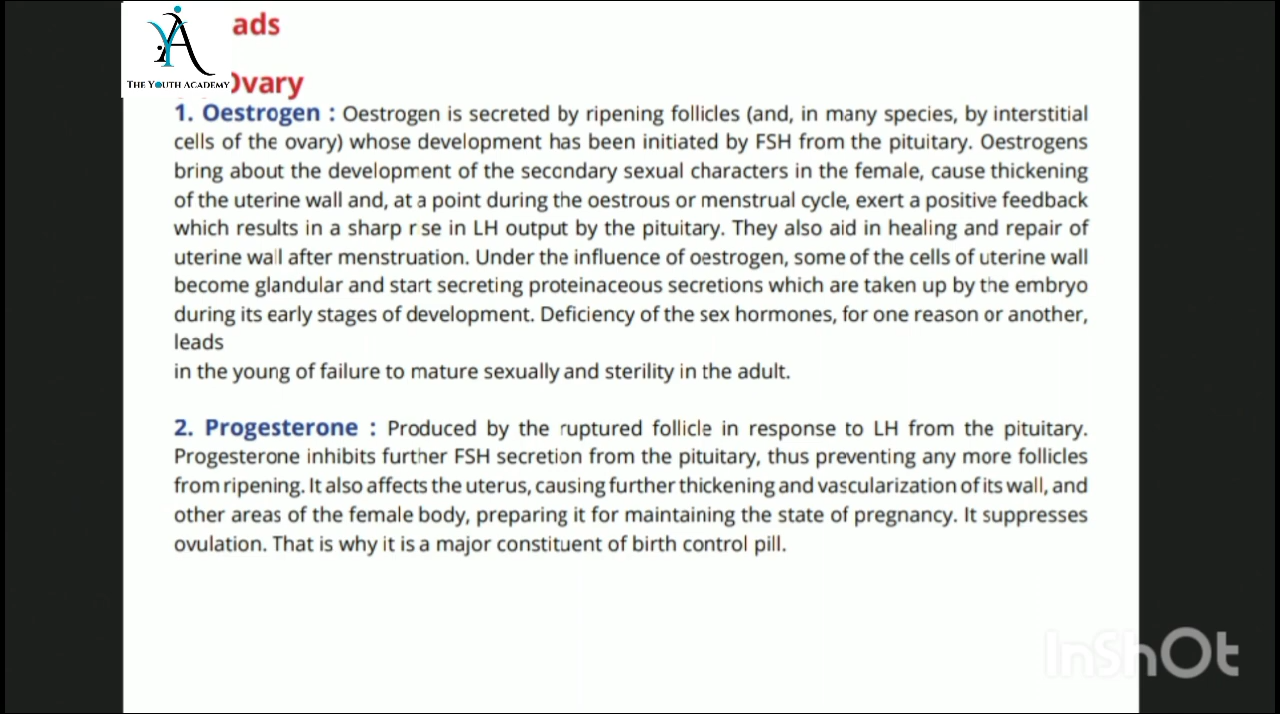 ads
THE YOUTH ACADEMY
Ovary
1. Oestrogen : Oestrogen is secreted by ripening follicles (and, in many species, by interstitial
cells of the ovary) whose development has been initiated by FSH from the pituitary. Oestrogens
bring about the development of the secondary sexual characters in the female, cause thickening
of the uterine wall and, at a point during the oestrous or menstrual cycle, exert a positive feedback
which results in a sharp rise in LH output by the pituitary. They also aid in healing and repair of
uterine wall after menstruation. Under the influence of oestrogen, some of the cells of uterine wall
become glandular and start secreting proteinaceous secretions which are taken up by the embryo
during its early stages of development. Deficiency of the sex hormones, for one reason or another,
leads
in the young of failure to mature sexually and sterility in the adult.
2. Progesterone : Produced by the ruptured follicle in response to LH from the pituitary.
Progesterone inhibits further FSH secretion from the pituitary, thus preventing any more follicles
from ripening. It also affects the uterus, causing further thickening and vascularization of its wall, and
other areas of the female body, preparing it for maintaining the state of pregnancy. It suppresses
ovulation. That is why it is a major constituent of birth control pill.
InShOt